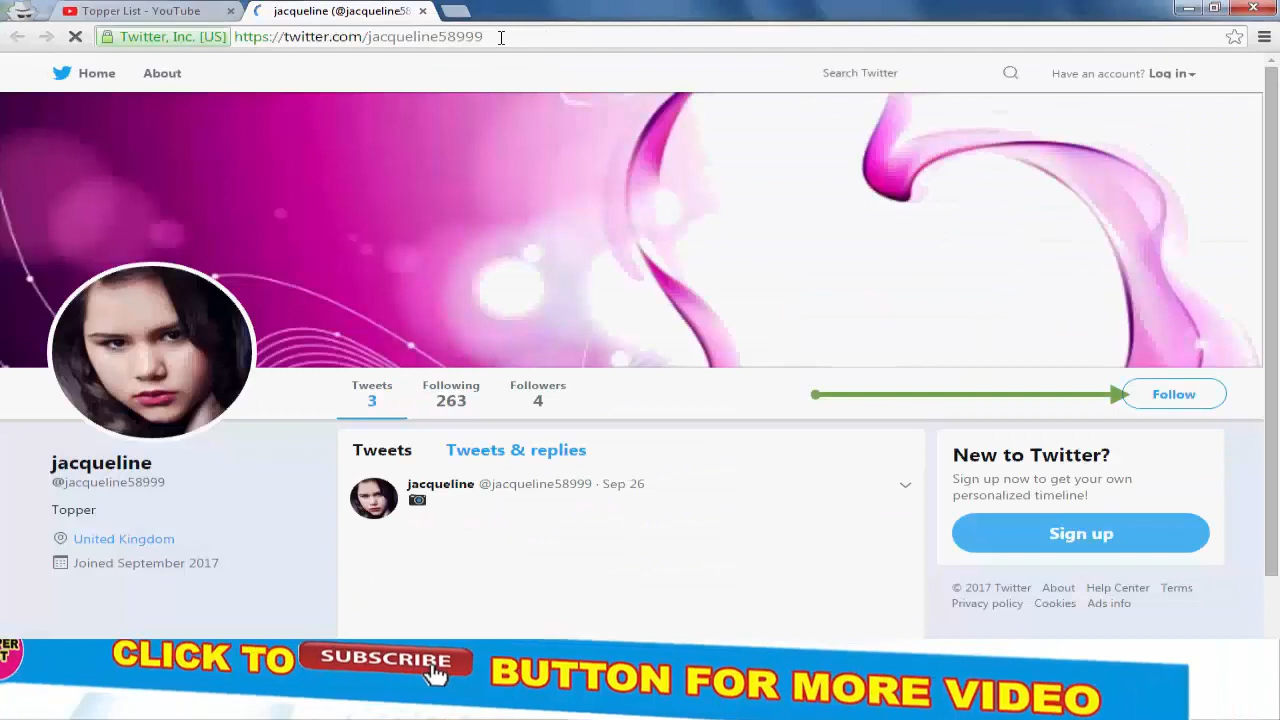 Topper List - YouTube
jacqueline (@jacqueline58
Twitter, Inc. [US] https://twitter.com/jacqueline58999
Home About Search Twitter Have an account? Log in
Tweets Following Followers
3 263 4
Follow
jacqueline
@jacqueline58999
Topper
United Kingdom
Joined September 2017
Tweets Tweets & replies
jacqueline @jacqueline58999 · Sep 26
New to Twitter?
Sign up now to get your own
personalized timeline!
Sign up
© 2017 Twitter About Help Center Terms
Privacy policy Cookies Ads info
CLICK TO SUBSCRIBE BUTTON FOR MORE VIDEO